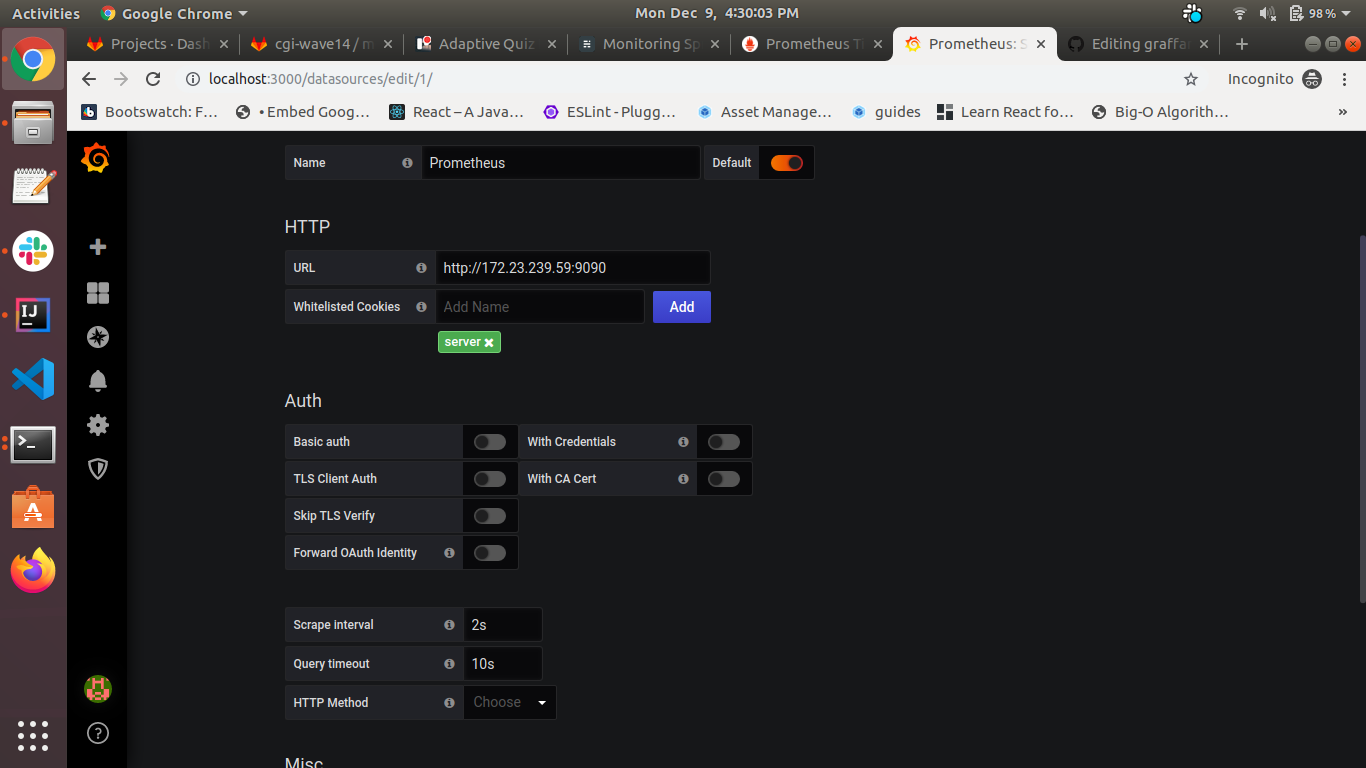 Activities Google Chrome Mon Dec 9, 4:30:03 PM 98%
Projects · Dash cgi-wave14 / m Adaptive Quiz Monitoring Sp Prometheus Ti Prometheus: S Editing graffa
localhost:3000/datasources/edit/1/ Incognito
Bootswatch: F… • Embed Goog… React – A Java… ESLint - Plugg… Asset Manage… guides Learn React fo… Big-O Algorith… »
Name Prometheus Default
HTTP
URL http://172.23.239.59:9090
Whitelisted Cookies Add Name Add
server
Auth
Basic auth With Credentials
TLS Client Auth With CA Cert
Skip TLS Verify
Forward OAuth Identity
Scrape interval 2s
Query timeout 10s
HTTP Method Choose
Misc